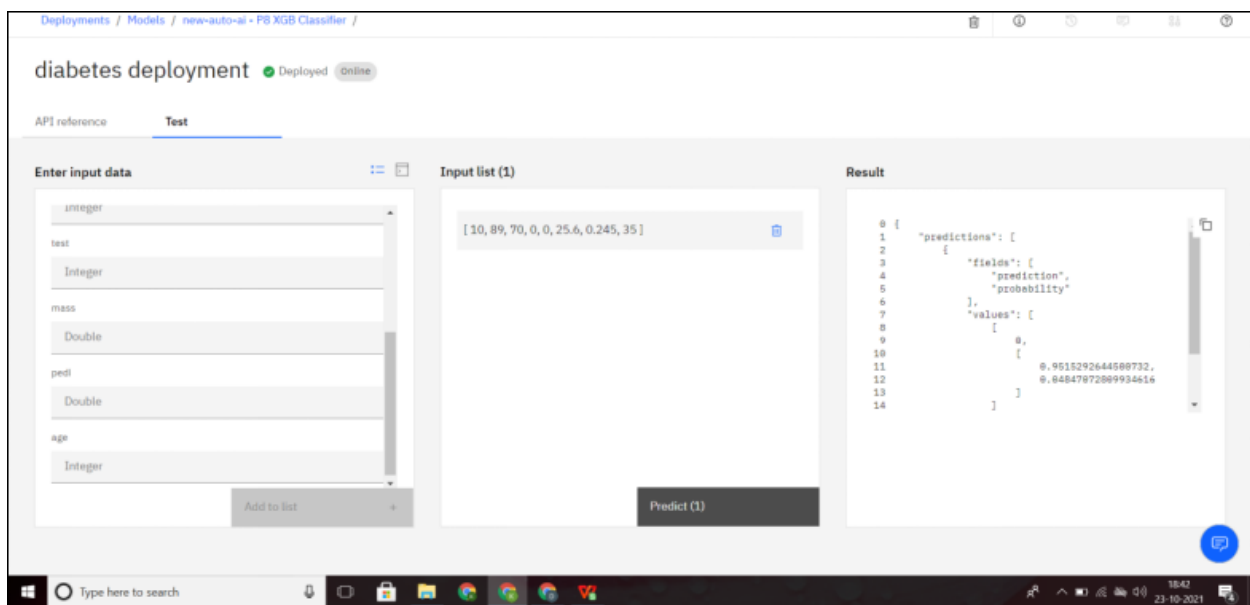 Deployments / Models / new-auto-ai - P8 XGB Classifier /
diabetes deployment Deployed Online
API reference Test
Enter input data
Integer
test
Integer
mass
Double
pedi
Double
age
Integer
Add to list +
Input list (1)
[ 10, 89, 70, 0, 0, 25.6, 0.245, 35 ]
Predict (1)
Result
0 {
1 "predictions": [
2 {
3 "fields": [
4 "prediction",
5 "probability"
6 ],
7 "values": [
8 [
9 0,
10 [
11 0.9515292644500732,
12 0.04847072809934616
13 ]
14 ]
Type here to search
18:42
23-10-2021
4